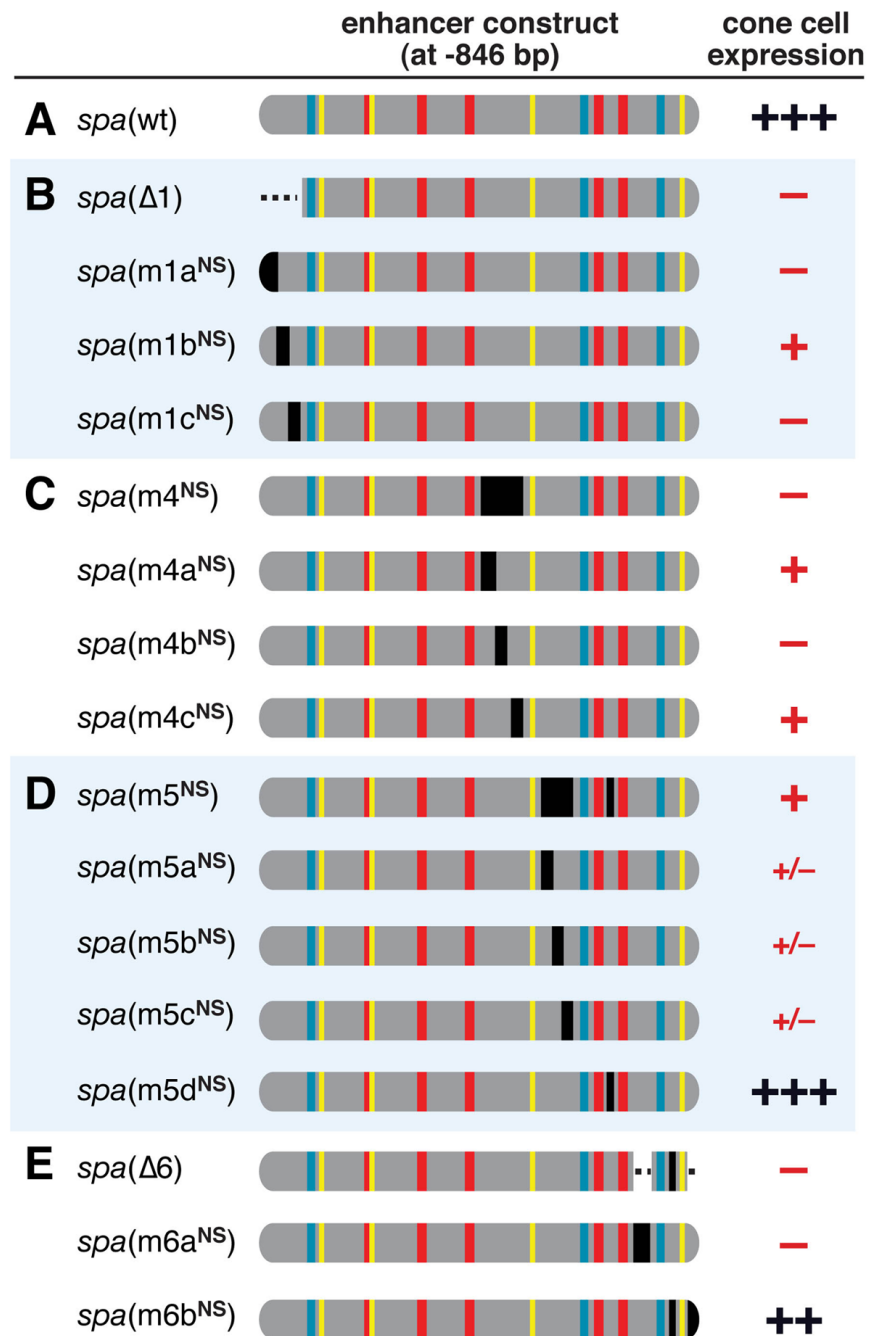 enhancer construct cone cell
(at -846 bp) expression
A spa(wt) +++
B spa(Δ1) −
spa(m1aNS) −
spa(m1bNS) +
spa(m1cNS) −
C spa(m4NS) −
spa(m4aNS) +
spa(m4bNS) −
spa(m4cNS) +
D spa(m5NS) +
spa(m5aNS) +/−
spa(m5bNS) +/−
spa(m5cNS) +/−
spa(m5dNS) +++
E spa(Δ6) −
spa(m6aNS) −
spa(m6bNS) ++